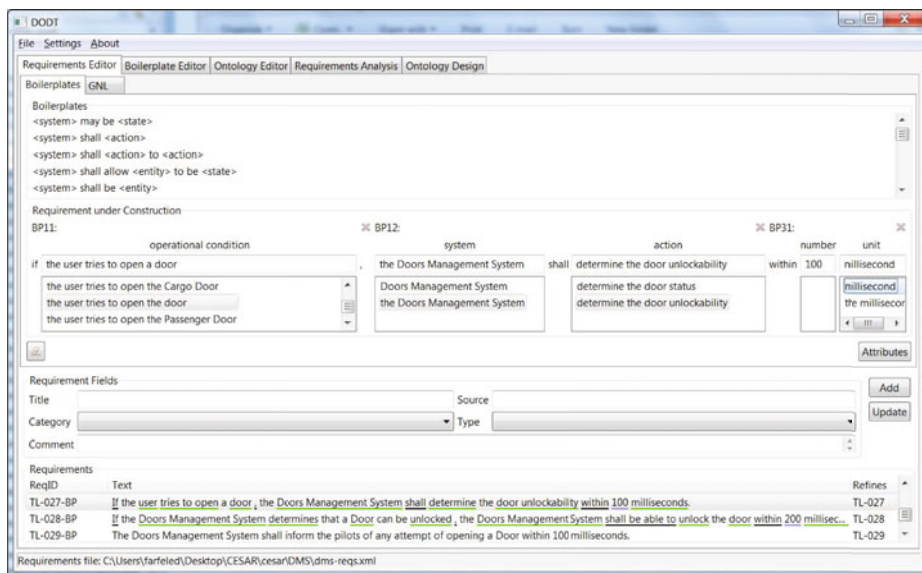 DODT
File Settings About
Requirements Editor Boilerplate Editor Ontology Editor Requirements Analysis Ontology Design
Boilerplates GNL
Boilerplates
<system> may be <state>
<system> shall <action>
<system> shall <action> to <action>
<system> shall allow <entity> to be <state>
<system> shall be <entity>
Requirement under Construction
BP11: BP12: BP31:
operational condition system action number unit
if the user tries to open a door , the Doors Management System shall determine the door unlockability within 100 millisecond
the user tries to open the Cargo Door Doors Management System determine the door status millisecond
the user tries to open the door the Doors Management System determine the door unlockability the millisecor
the user tries to open the Passenger Door
Attributes
Requirement Fields
Title Source Add
Category Type Update
Comment
Requirements
ReqID Text Refines
TL-027-BP If the user tries to open a door , the Doors Management System shall determine the door unlockability within 100 milliseconds. TL-027
TL-028-BP If the Doors Management System determines that a Door can be unlocked , the Doors Management System shall be able to unlock the door within 200 millisec... TL-028
TL-029-BP The Doors Management System shall inform the pilots of any attempt of opening a Door within 100 milliseconds. TL-029
Requirements file: C:\Users\farfeled\Desktop\CESAR\cesar\DMS\dms-reqs.xml